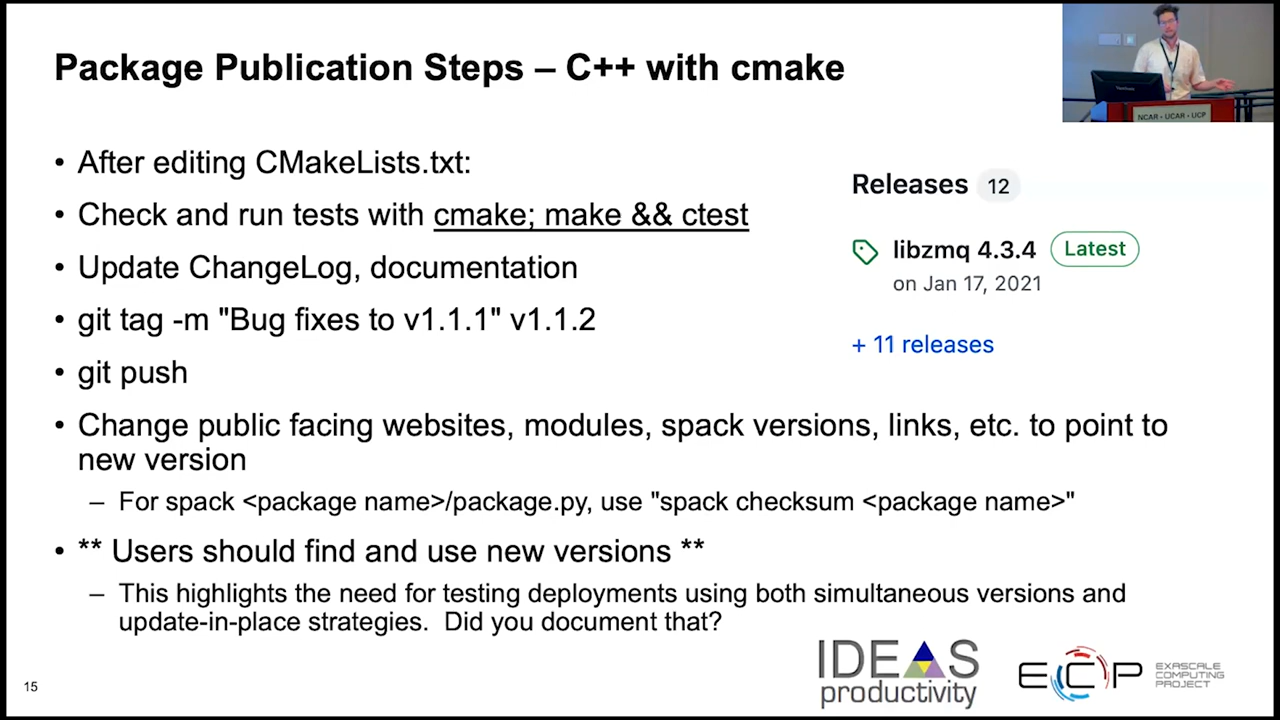 Package Publication Steps – C++ with cmake
NCAR - UCAR - UCP
• After editing CMakeLists.txt:
• Check and run tests with cmake; make && ctest
• Update ChangeLog, documentation
• git tag -m "Bug fixes to v1.1.1" v1.1.2
• git push
Releases 12
libzmq 4.3.4 Latest
on Jan 17, 2021
+ 11 releases
• Change public facing websites, modules, spack versions, links, etc. to point to
new version
– For spack <package name>/package.py, use "spack checksum <package name>"
• ** Users should find and use new versions **
– This highlights the need for testing deployments using both simultaneous versions and
update-in-place strategies.  Did you document that?
IDEAS
productivity
ECP
EXASCALE
COMPUTING
PROJECT
15